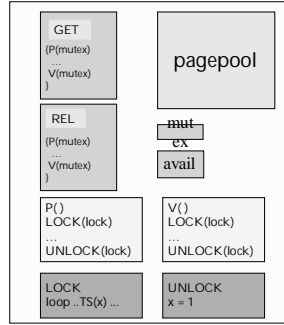 GET
{P(mutex)
...
V(mutex)
}
pagepool
REL
{P(mutex)
...
V(mutex)
}
mut
ex
avail
P( )
LOCK(lock)
...
UNLOCK(lock)
V( )
LOCK(lock)
...
UNLOCK(lock)
LOCK
loop ..TS(x) ...
UNLOCK
x = 1